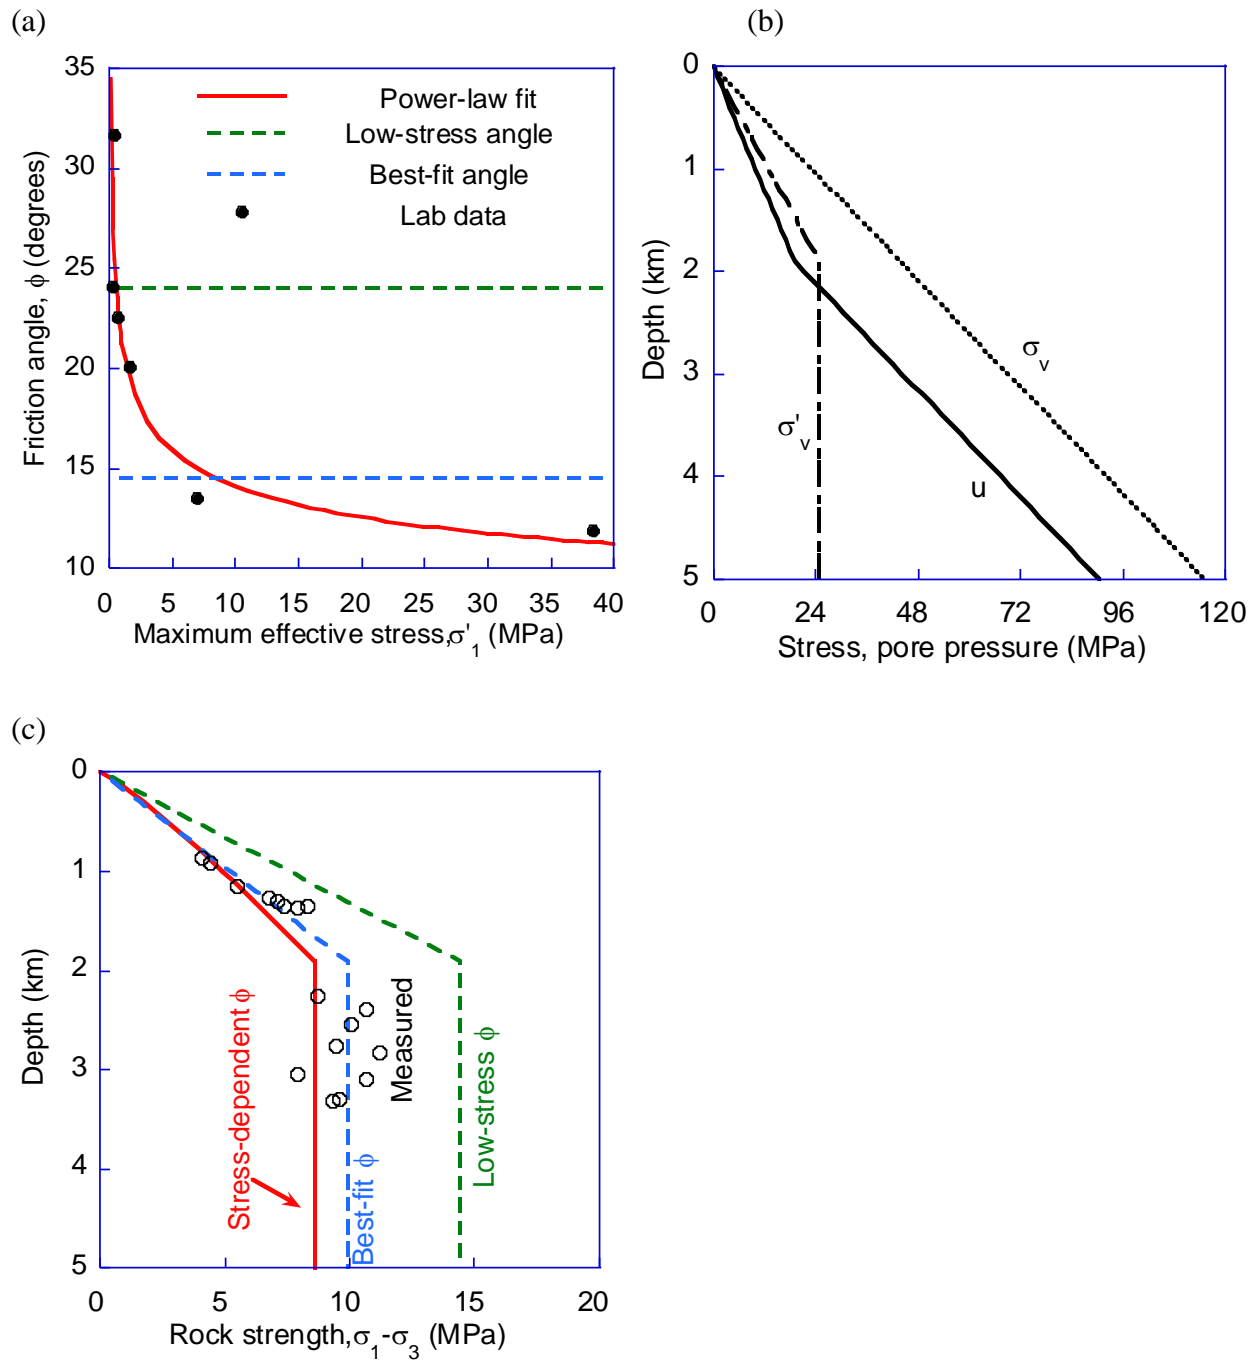 (a)
35
30
25
20
15
10
Friction angle, ϕ (degrees)
Power-law fit
Low-stress angle
Best-fit angle
Lab data
0 5 10 15 20 25 30 35 40
Maximum effective stress,σ'₁ (MPa)
(b)
0
1
2
3
4
5
Depth (km)
σᵥ
σ'ᵥ
u
0 24 48 72 96 120
Stress, pore pressure (MPa)
(c)
0
1
2
3
4
5
Depth (km)
Stress-dependent ϕ
Best-fit ϕ
Measured
Low-stress ϕ
0 5 10 15 20
Rock strength,σ₁-σ₃ (MPa)